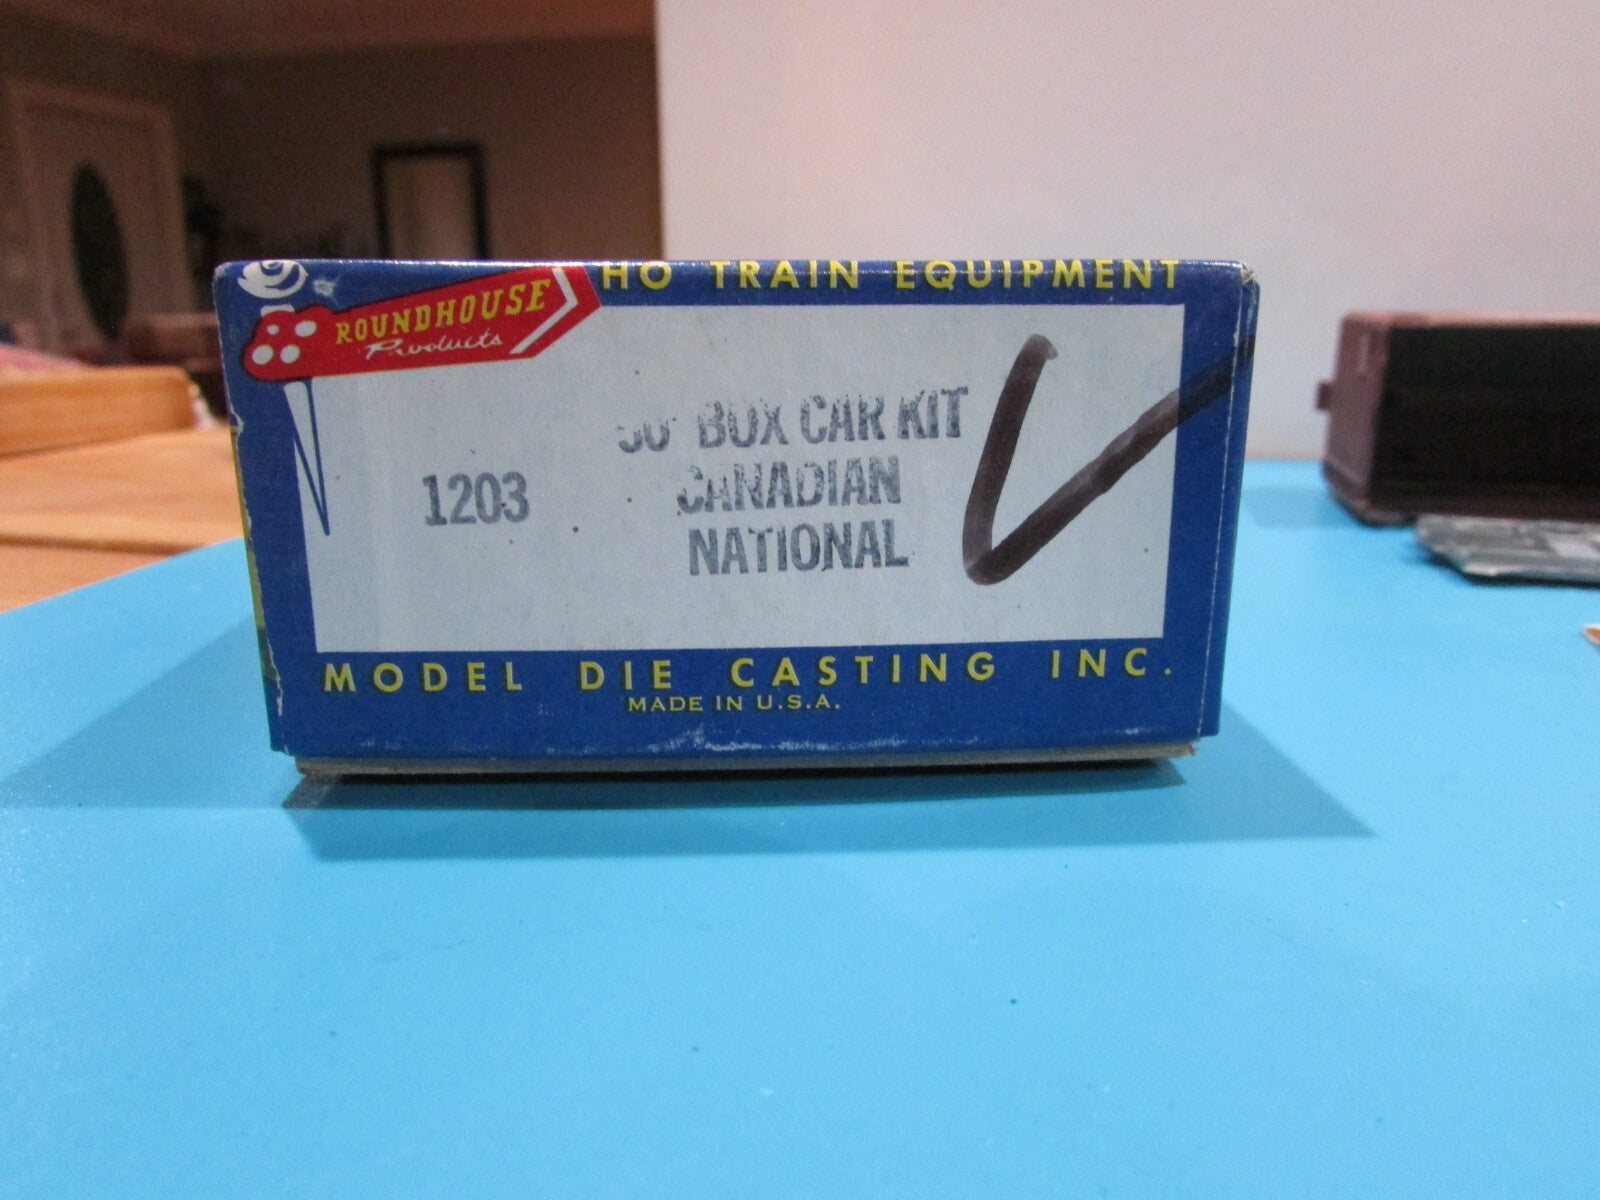 HO TRAIN EQUIPMENT
ROUNDHOUSE
Products
BOX CAR KIT
1203
CANADIAN
NATIONAL
MODEL DIE CASTING INC.
MADE IN U.S.A.